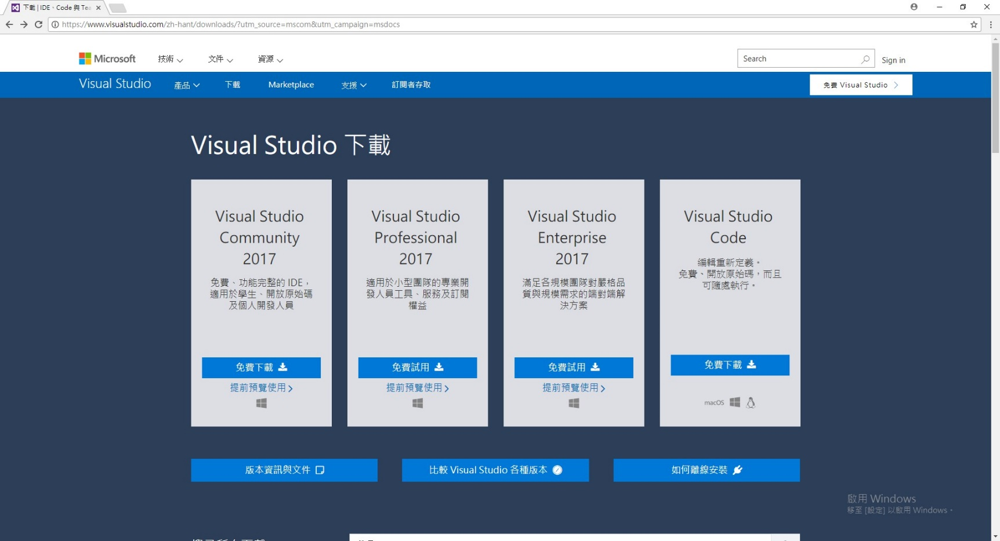 下載 | IDE、Code 與 Tea
https://www.visualstudio.com/zh-hant/downloads/?utm_source=mscom&utm_campaign=msdocs
Microsoft 技術 文件 資源 Search Sign in
Visual Studio 產品 下載 Marketplace 支援 訂閱者存取 免費 Visual Studio
Visual Studio 下載
Visual Studio
Community
2017
免費、功能完整的 IDE，
適用於學生、開放原始碼
及個人開發人員
免費下載
提前預覽使用
Visual Studio
Professional
2017
適用於小型團隊的專業開
發人員工具、服務及訂閱
權益
免費試用
提前預覽使用
Visual Studio
Enterprise
2017
滿足各規模團隊對嚴格品
質與規模需求的端對端解
決方案
免費試用
提前預覽使用
Visual Studio
Code
編輯重新定義。
免費、開放原始碼，而且
可隨處執行。
免費下載
macOS
版本資訊與文件
比較 Visual Studio 各種版本
如何離線安裝
啟用 Windows
移至 [設定] 以啟用 Windows。